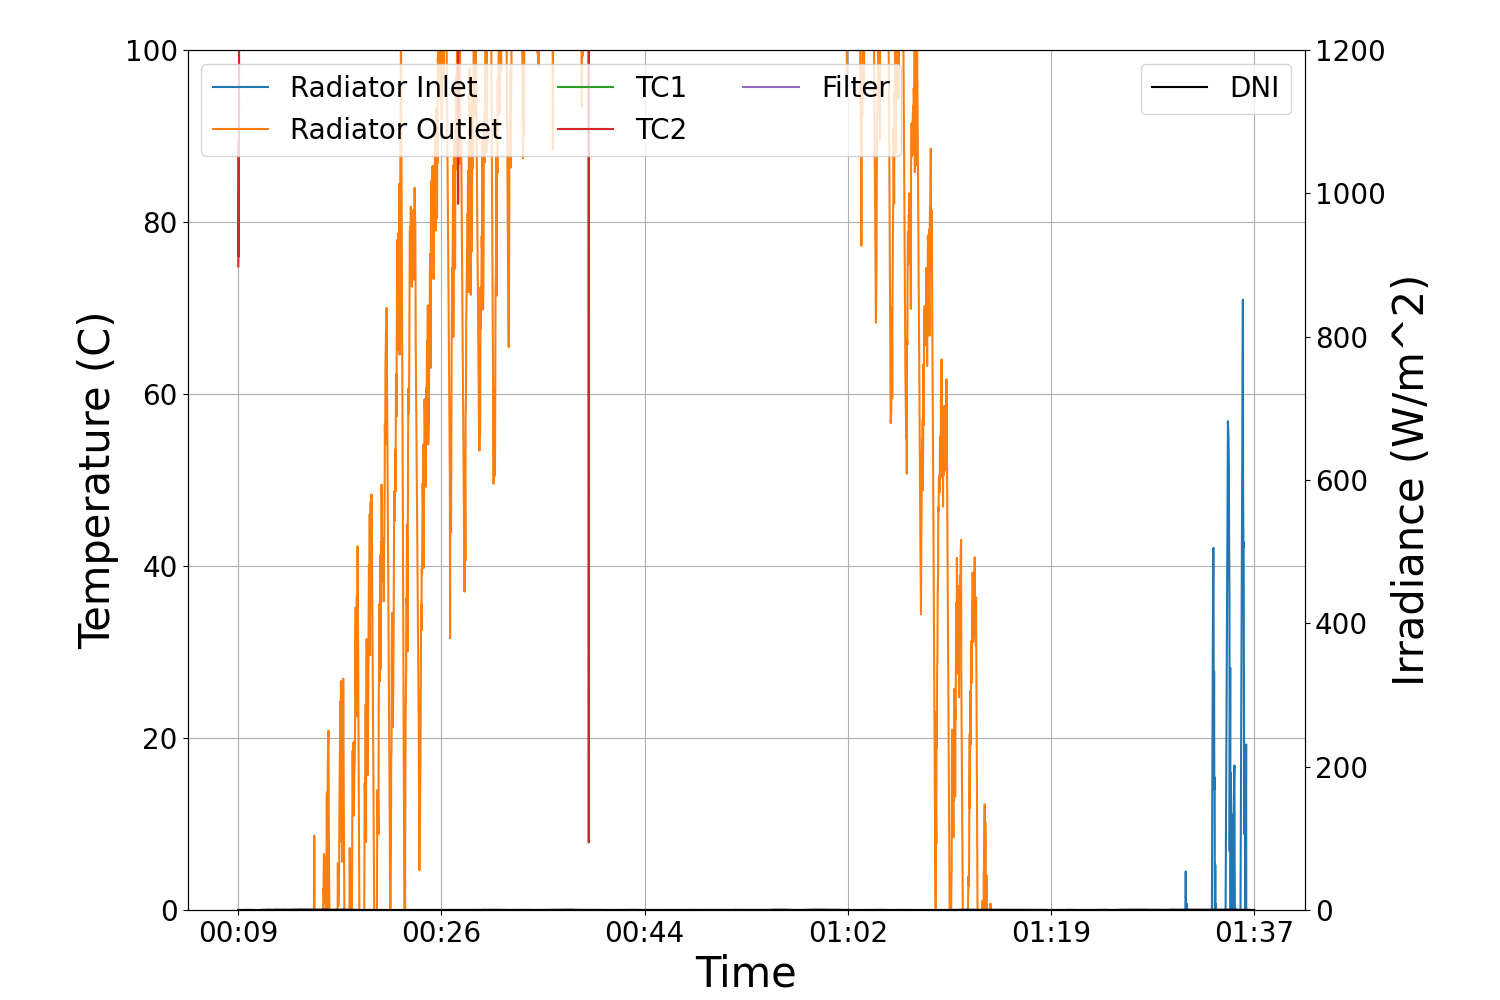 100
80
60
40
20
0
Temperature (C)
Radiator Inlet
Radiator Outlet
TC1
TC2
Filter
DNI
1200
1000
800
600
400
200
0
Irradiance (W/m^2)
00:09 00:26 00:44 01:02 01:19 01:37
Time